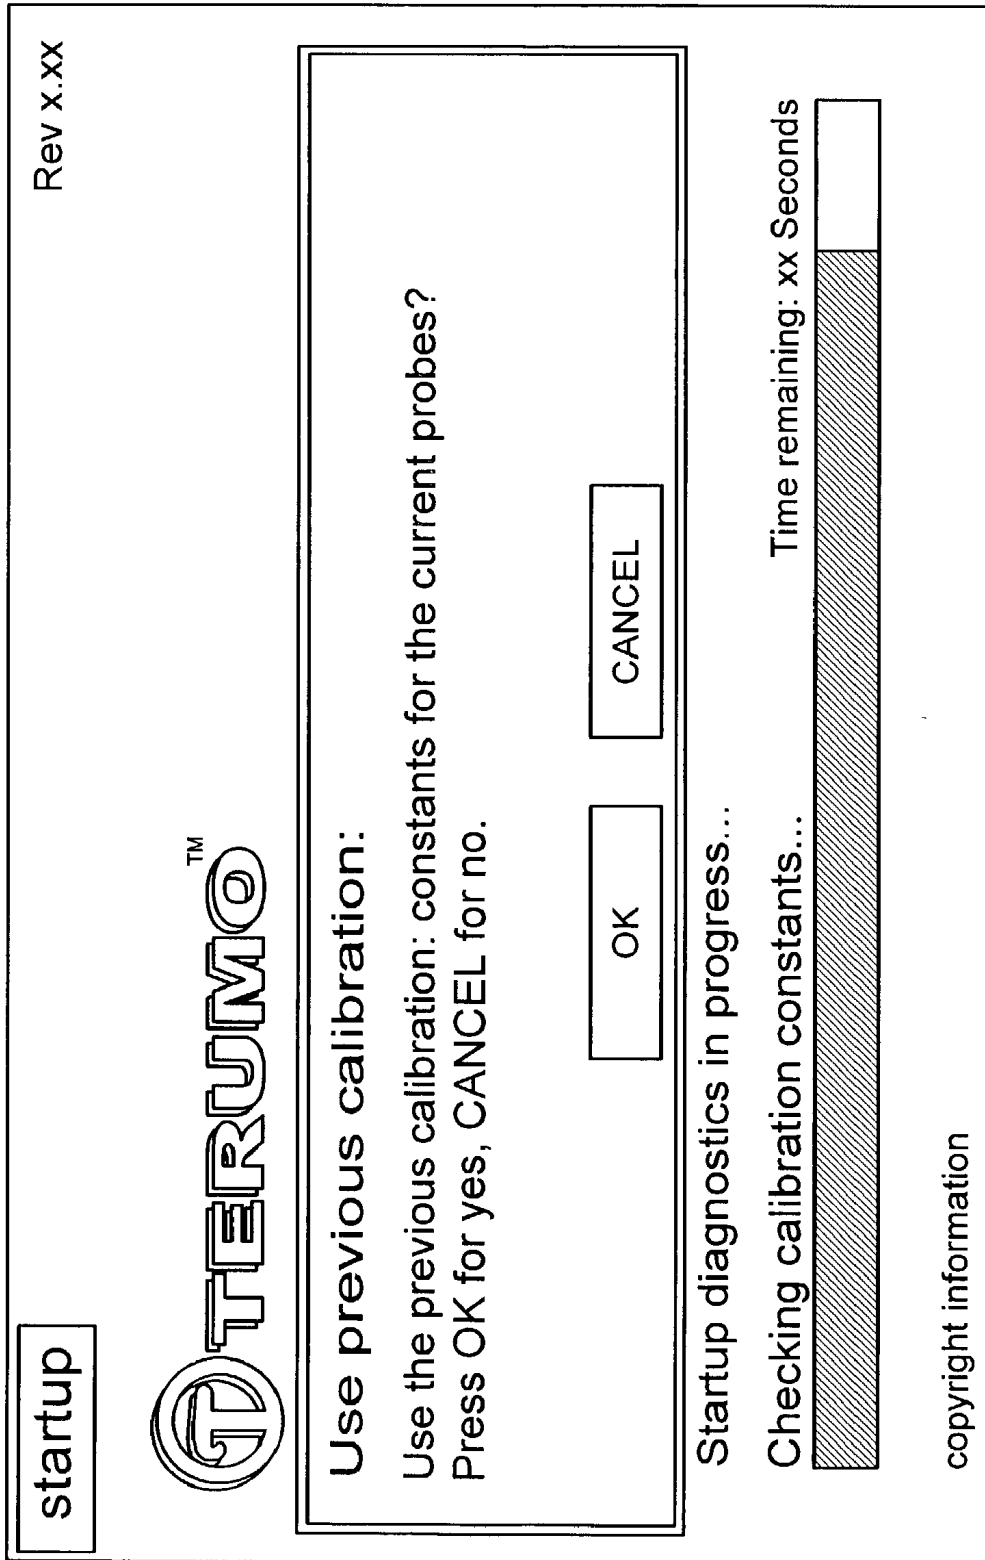 startup
Rev x.xx
TERUMO™
Use previous calibration:
Use the previous calibration: constants for the current probes?
Press OK for yes, CANCEL for no.
OK
CANCEL
Startup diagnostics in progress...
Checking calibration constants...
Time remaining: xx Seconds
copyright information